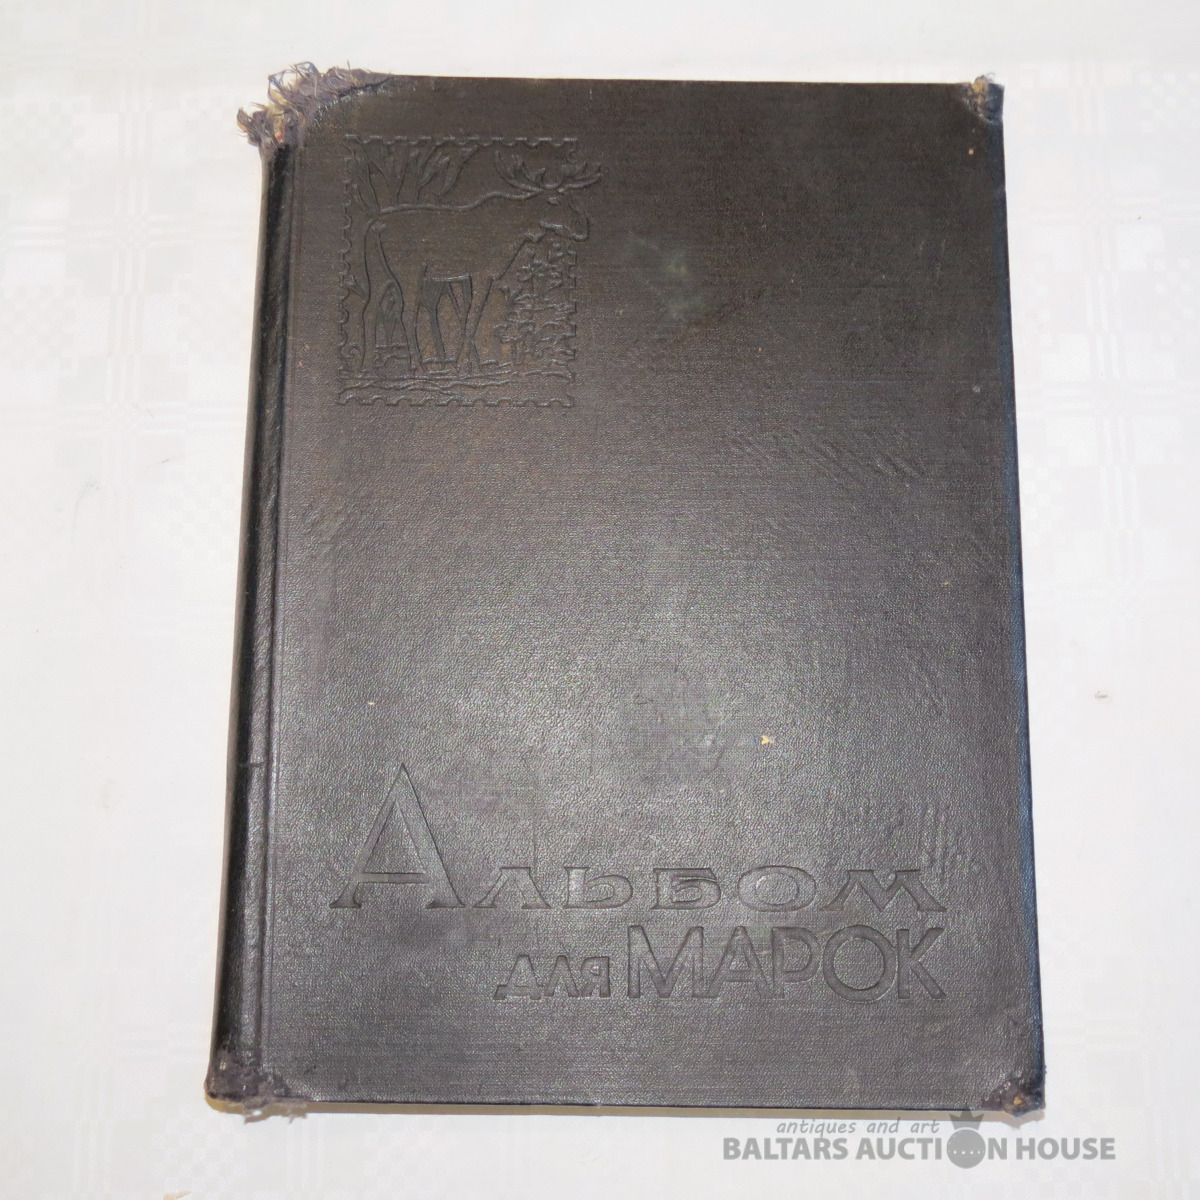 Альбом
для МАРОК
antiques and art
BALTARS AUCTION HOUSE